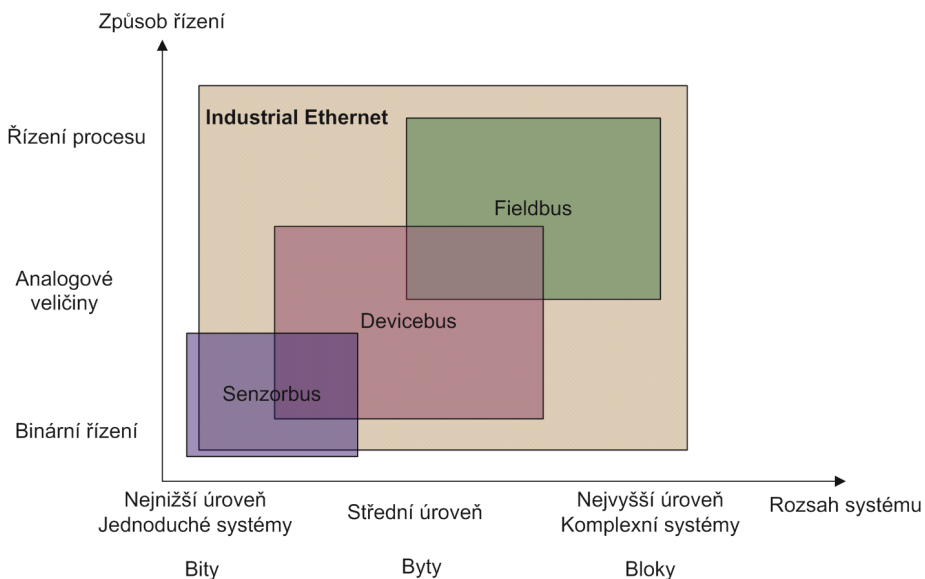 Způsob řízení
Industrial Ethernet
Řízení procesu
Fieldbus
Analogové
veličiny
Devicebus
Senzorbus
Binární řízení
Nejnižší úroveň
Jednoduché systémy
Střední úroveň
Nejvyšší úroveň
Komplexní systémy
Rozsah systému
Bity
Byty
Bloky